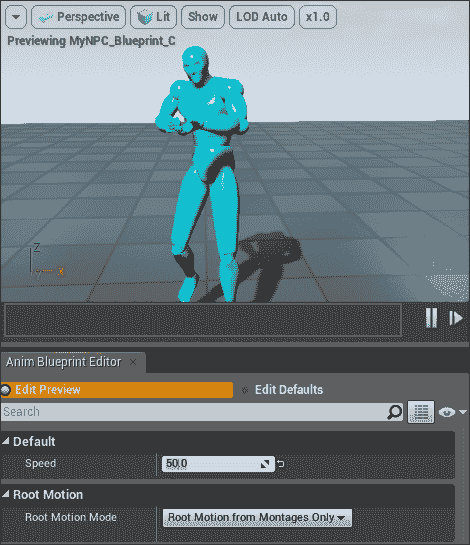 Perspective Lit Show LOD Auto x1.0
Previewing MyNPC_Blueprint_C
Z
X
Anim Blueprint Editor
Edit Preview Edit Defaults
Search
Default
Speed 50.0
Root Motion
Root Motion Mode Root Motion from Montages Only